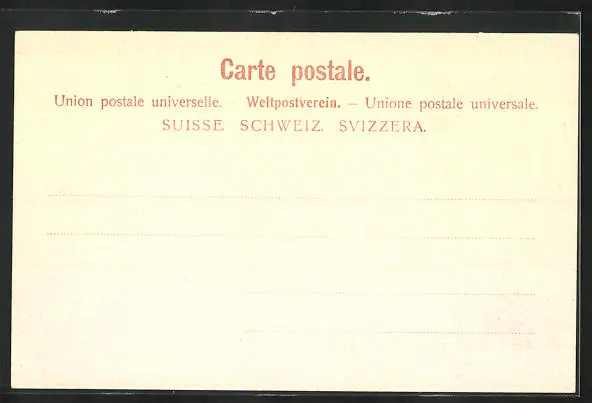 Carte postale.
Union postale universelle. — Weltpostverein. — Unione postale universale.
SUISSE. SCHWEIZ. SVIZZERA.